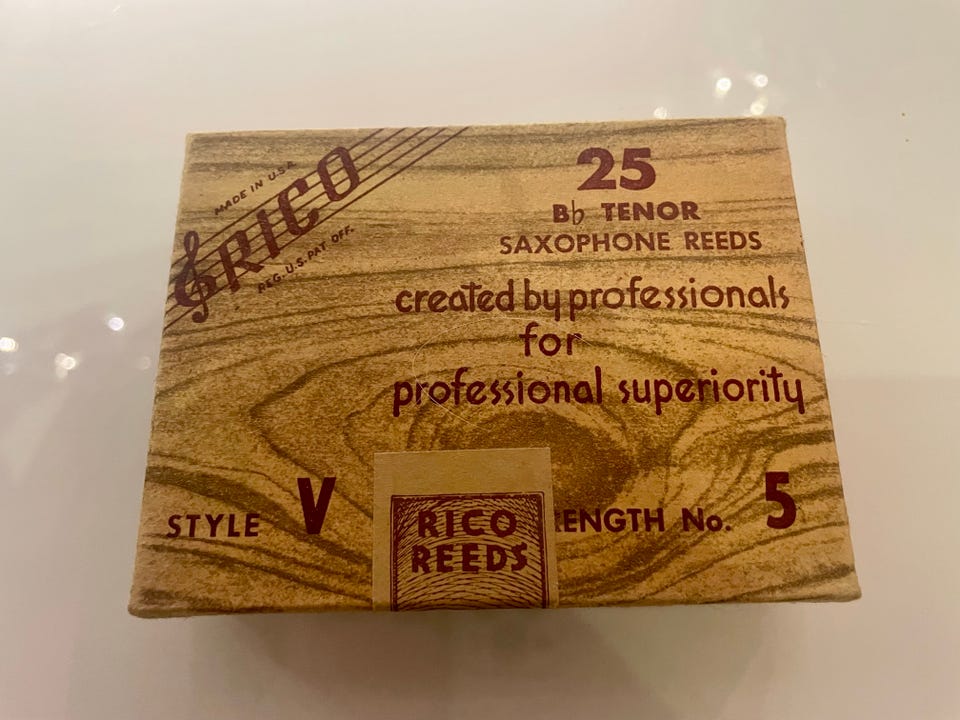 MADE IN U.S.A.
RICO
REG. U.S. PAT. OFF.
25
B♭ TENOR
SAXOPHONE REEDS
created by professionals
for
professional superiority
STYLE V
RENGTH No. 5
RICO
REEDS